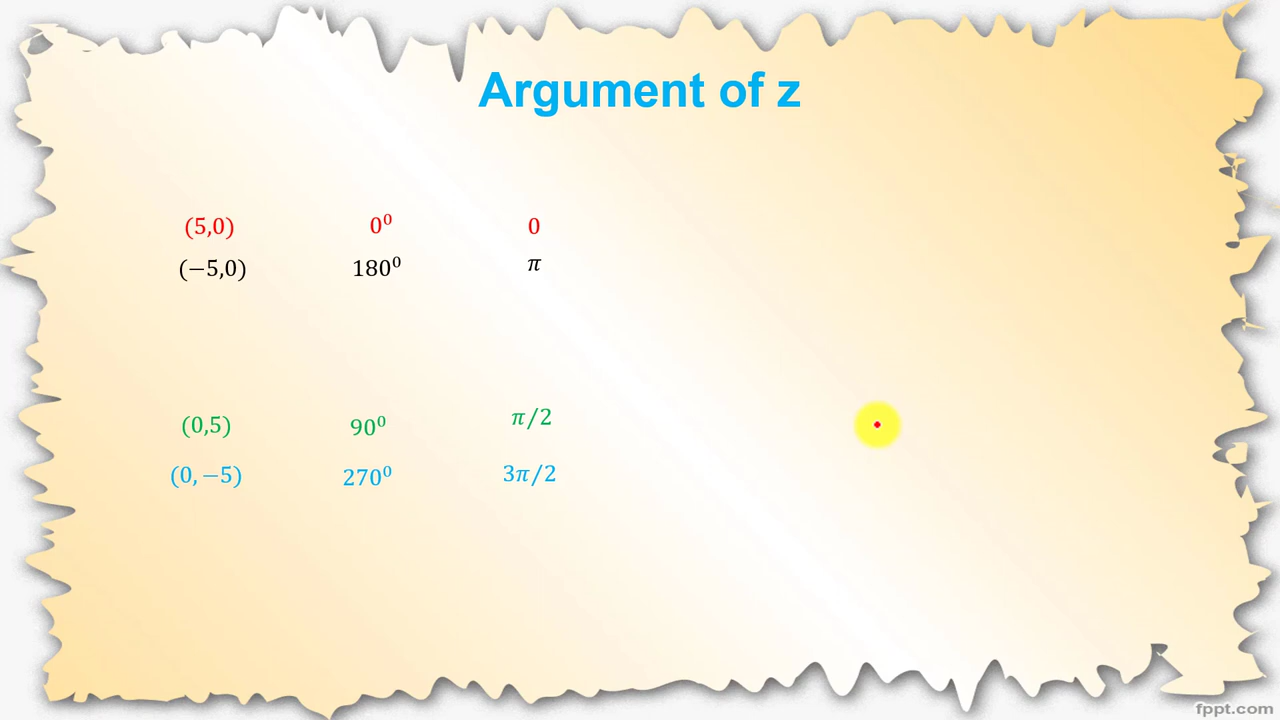 Argument of z
(5,0) 0⁰ 0
(−5,0) 180⁰ π
(0,5) 90⁰ π/2
(0,−5) 270⁰ 3π/2
fppt.com